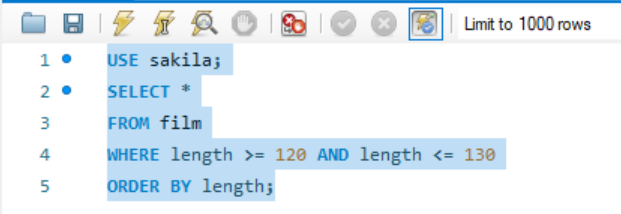 Limit to 1000 rows
1 USE sakila;
2 SELECT *
3 FROM film
4 WHERE length >= 120 AND length <= 130
5 ORDER BY length;